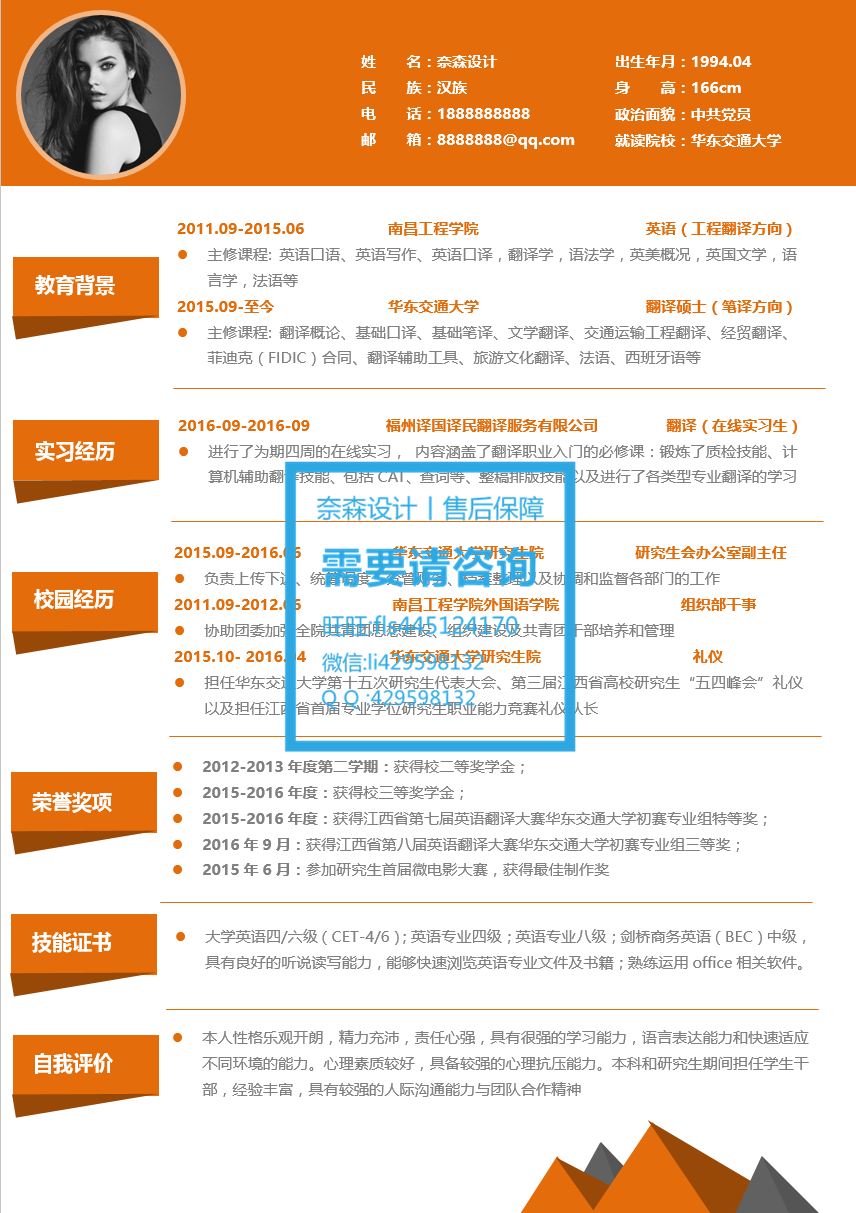 姓　　名：奈森设计
出生年月：1994.04
民　　族：汉族
身　　高：166cm
电　　话：1888888888
政治面貌：中共党员
邮　　箱：8888888@qq.com
就读院校：华东交通大学
教育背景
2011.09-2015.06 南昌工程学院 英语（工程翻译方向）
主修课程: 英语口语、英语写作、英语口译，翻译学，语法学，英美概况，英国文学，语
言学，法语等
2015.09-至今 华东交通大学 翻译硕士（笔译方向）
主修课程: 翻译概论、基础口译、基础笔译、文学翻译、交通运输工程翻译、经贸翻译、
菲迪克（FIDIC）合同、翻译辅助工具、旅游文化翻译、法语、西班牙语等
实习经历
2016-09-2016-09 福州译国译民翻译服务有限公司 翻译（在线实习生）
进行了为期四周的在线实习， 内容涵盖了翻译职业入门的必修课：锻炼了质检技能、计
算机辅助翻译技能、包括 CAT、查词等、整稿排版技能以及进行了各类型专业翻译的学习
奈森设计丨售后保障
需要请咨询
旺旺:fls445124170
微信:li429598132
Q Q :429598132
校园经历
2015.09-2016.06 华东交通大学研究生院 研究生会办公室副主任
负责上传下达、统筹 以及协调和监督各部门的工作
2011.09-2012.06 南昌工程学院外国语学院 组织部干事
协助团委加强全院共青团思想建设、组织建设及共青团干部培养和管理
2015.10- 2016.04 华东交通大学研究生院 礼仪
担任华东交通大学第十五次研究生代表大会、第三届江西省高校研究生“五四峰会”礼仪
以及担任江西省首届专业学位研究生职业能力竞赛礼仪队长
荣誉奖项
2012-2013 年度第二学期：获得校二等奖学金；
2015-2016 年度：获得校三等奖学金；
2015-2016 年度：获得江西省第七届英语翻译大赛华东交通大学初赛专业组特等奖；
2016 年 9 月：获得江西省第八届英语翻译大赛华东交通大学初赛专业组三等奖；
2015 年 6 月：参加研究生首届微电影大赛，获得最佳制作奖
技能证书
大学英语四/六级（CET-4/6）；英语专业四级；英语专业八级；剑桥商务英语（BEC）中级，
具有良好的听说读写能力，能够快速浏览英语专业文件及书籍；熟练运用 office 相关软件。
自我评价
本人性格乐观开朗，精力充沛，责任心强，具有很强的学习能力，语言表达能力和快速适应
不同环境的能力。心理素质较好，具备较强的心理抗压能力。本科和研究生期间担任学生干
部，经验丰富，具有较强的人际沟通能力与团队合作精神